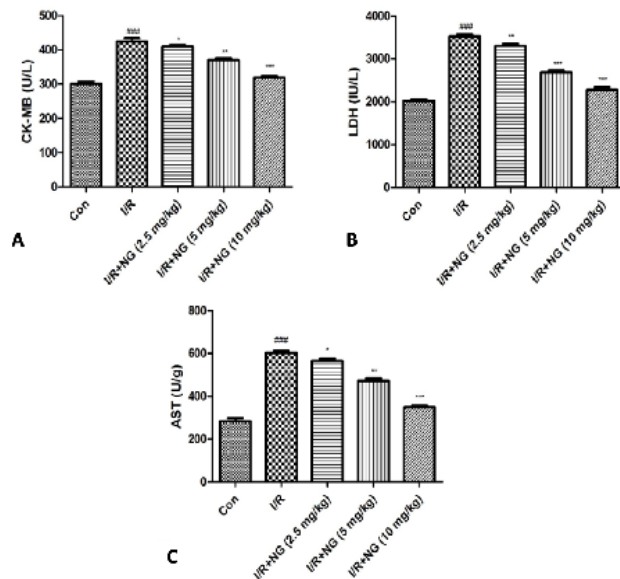 CK-MB (U/L)
500
400
300
200
100
0
###
*
**
***
Con
I/R
I/R+NG (2.5 mg/kg)
I/R+NG (5 mg/kg)
I/R+NG (10 mg/kg)
A
LDH (IU/L)
4000
3000
2000
1000
0
###
**
***
***
Con
I/R
I/R+NG (2.5 mg/kg)
I/R+NG (5 mg/kg)
I/R+NG (10 mg/kg)
B
AST (U/g)
800
600
400
200
0
###
*
**
***
Con
I/R
I/R+NG (2.5 mg/kg)
I/R+NG (5 mg/kg)
I/R+NG (10 mg/kg)
C